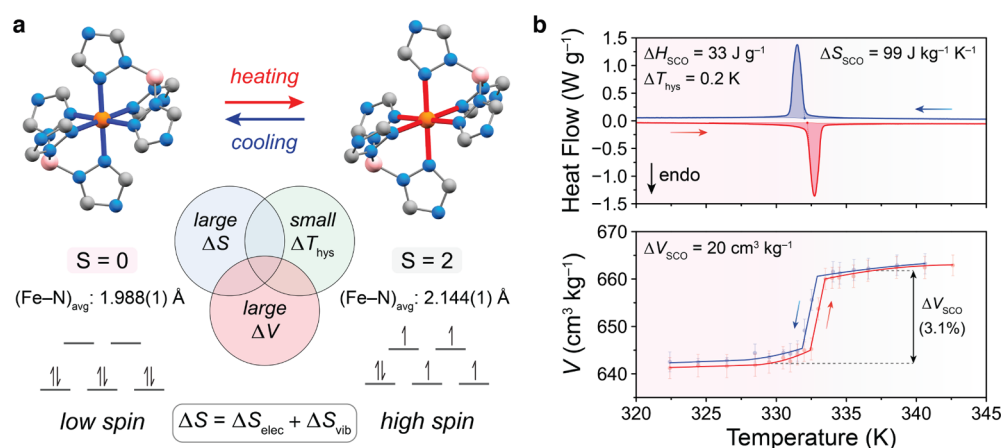 a
heating
cooling
large
ΔS
small
ΔT_hys
large
ΔV
S = 0
S = 2
(Fe–N)_avg: 1.988(1) Å
(Fe–N)_avg: 2.144(1) Å
low spin
ΔS = ΔS_elec + ΔS_vib
high spin
b
Heat Flow (W g⁻¹)
1.5
1.0
0.5
0.0
−0.5
−1.0
−1.5
ΔH_SCO = 33 J g⁻¹
ΔS_SCO = 99 J kg⁻¹ K⁻¹
ΔT_hys = 0.2 K
endo
V (cm³ kg⁻¹)
670
660
650
640
ΔV_SCO = 20 cm³ kg⁻¹
ΔV_SCO
(3.1%)
320
325
330
335
340
345
Temperature (K)